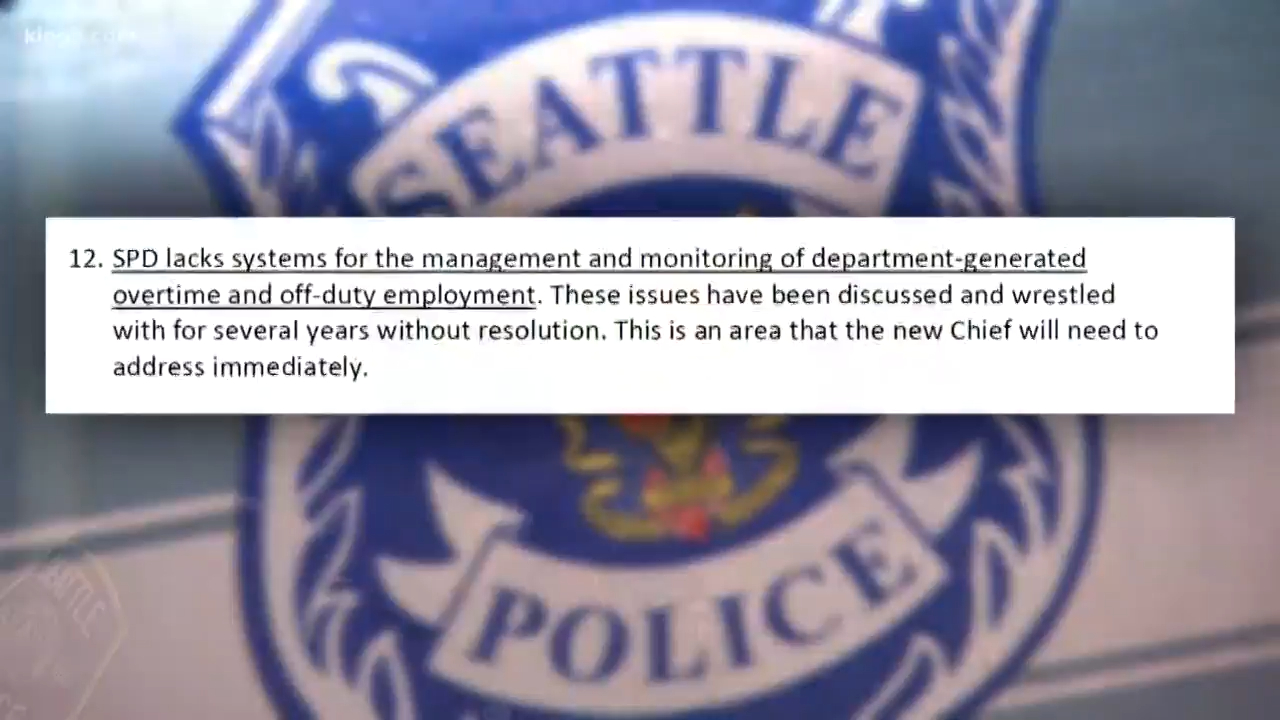 SEATTLE
12. SPD lacks systems for the management and monitoring of department-generated
overtime and off-duty employment. These issues have been discussed and wrestled
with for several years without resolution. This is an area that the new Chief will need to
address immediately.
POLICE